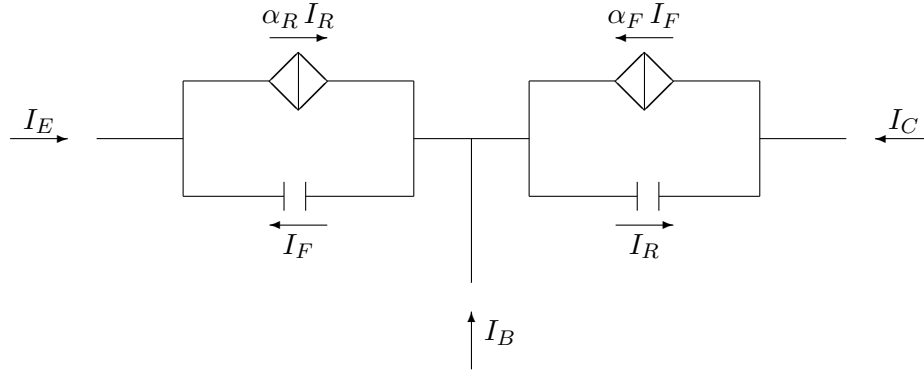 α_R I_R
α_F I_F
I_E
I_C
I_F
I_R
I_B